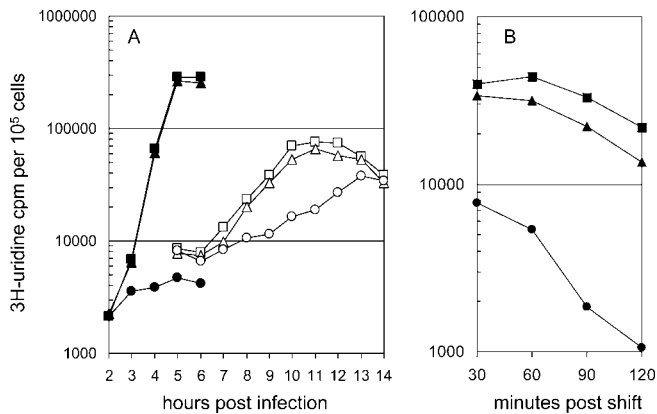 A
B
3H-uridine cpm per 10⁵ cells
1000000
100000
10000
1000
2 3 4 5 6 7 8 9 10 11 12 13 14
hours post infection
100000
10000
1000
30 60 90 120
minutes post shift